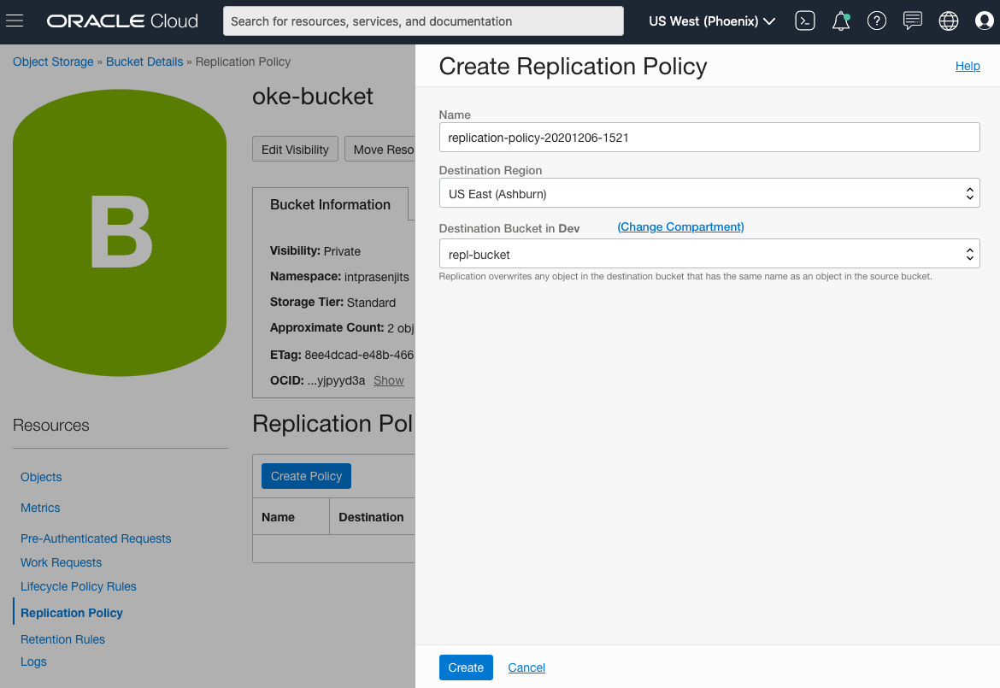 ORACLE Cloud
Search for resources, services, and documentation
US West (Phoenix)
Object Storage » Bucket Details » Replication Policy
B
oke-bucket
Edit Visibility
Move Reso
Bucket Information
Visibility: Private
Namespace: intprasenjits
Storage Tier: Standard
Approximate Count: 2 obj
ETag: 8ee4dcad-e48b-466
OCID: ...yjpyyd3a Show
Resources
Objects
Metrics
Pre-Authenticated Requests
Work Requests
Lifecycle Policy Rules
Replication Policy
Retention Rules
Logs
Replication Pol
Create Policy
Name
Destination
Create Replication Policy
Help
Name
replication-policy-20201206-1521
Destination Region
US East (Ashburn)
Destination Bucket in Dev (Change Compartment)
repl-bucket
Replication overwrites any object in the destination bucket that has the same name as an object in the source bucket.
Create
Cancel